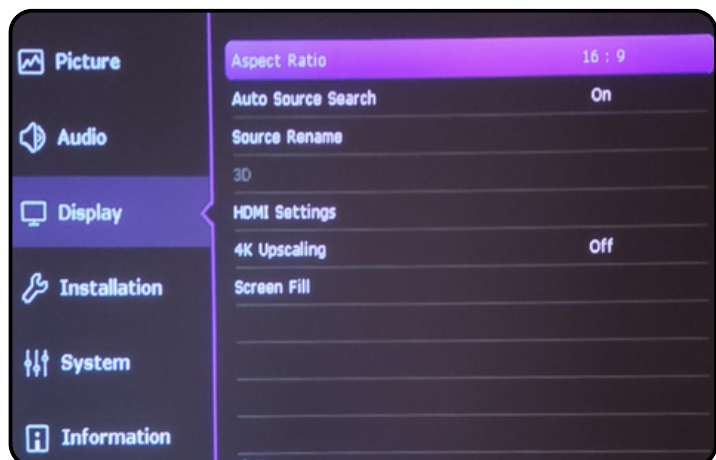 Picture
Audio
Display
Installation
System
Information
Aspect Ratio 16 : 9
Auto Source Search On
Source Rename
3D
HDMI Settings
4K Upscaling Off
Screen Fill